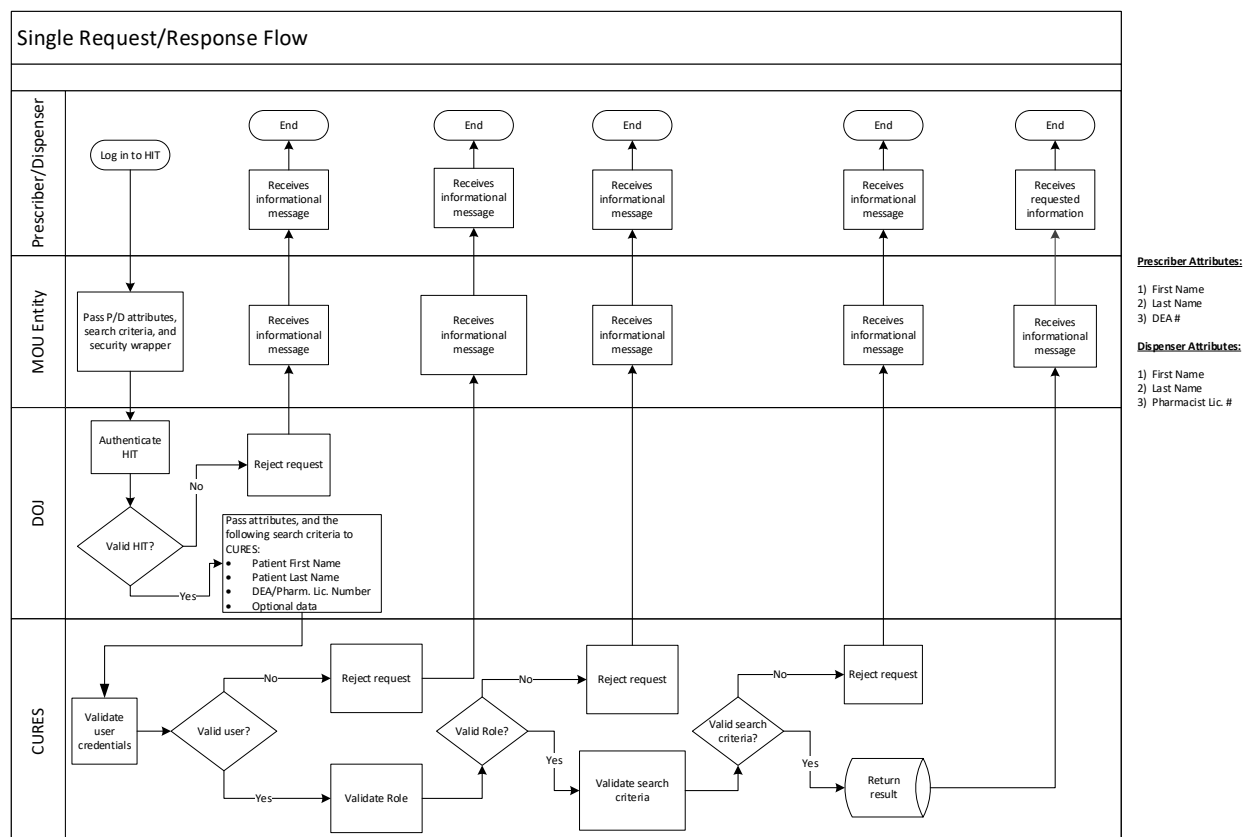 Single Request/Response Flow
Prescriber/Dispenser
Log in to HIT
End
End
End
End
End
Receives
informational
message
Receives
informational
message
Receives
informational
message
Receives
informational
message
Receives
requested
information
MOU Entity
Pass P/D attributes,
search criteria, and
security wrapper
Receives
informational
message
Receives
informational
message
Receives
informational
message
Receives
informational
message
Receives
informational
message
DOJ
Authenticate
HIT
Valid HIT?
No
Reject request
Yes
Pass attributes, and the
following search criteria to
CURES:
• Patient First Name
• Patient Last Name
• DEA/Pharm. Lic. Number
• Optional data
CURES
Validate
user
credentials
Valid user?
No
Reject request
Yes
Validate Role
Valid Role?
No
Reject request
Yes
Validate search
criteria
Valid search
criteria?
No
Reject request
Yes
Return
result
Prescriber Attributes:
1) First Name
2) Last Name
3) DEA #
Dispenser Attributes:
1) First Name
2) Last Name
3) Pharmacist Lic. #